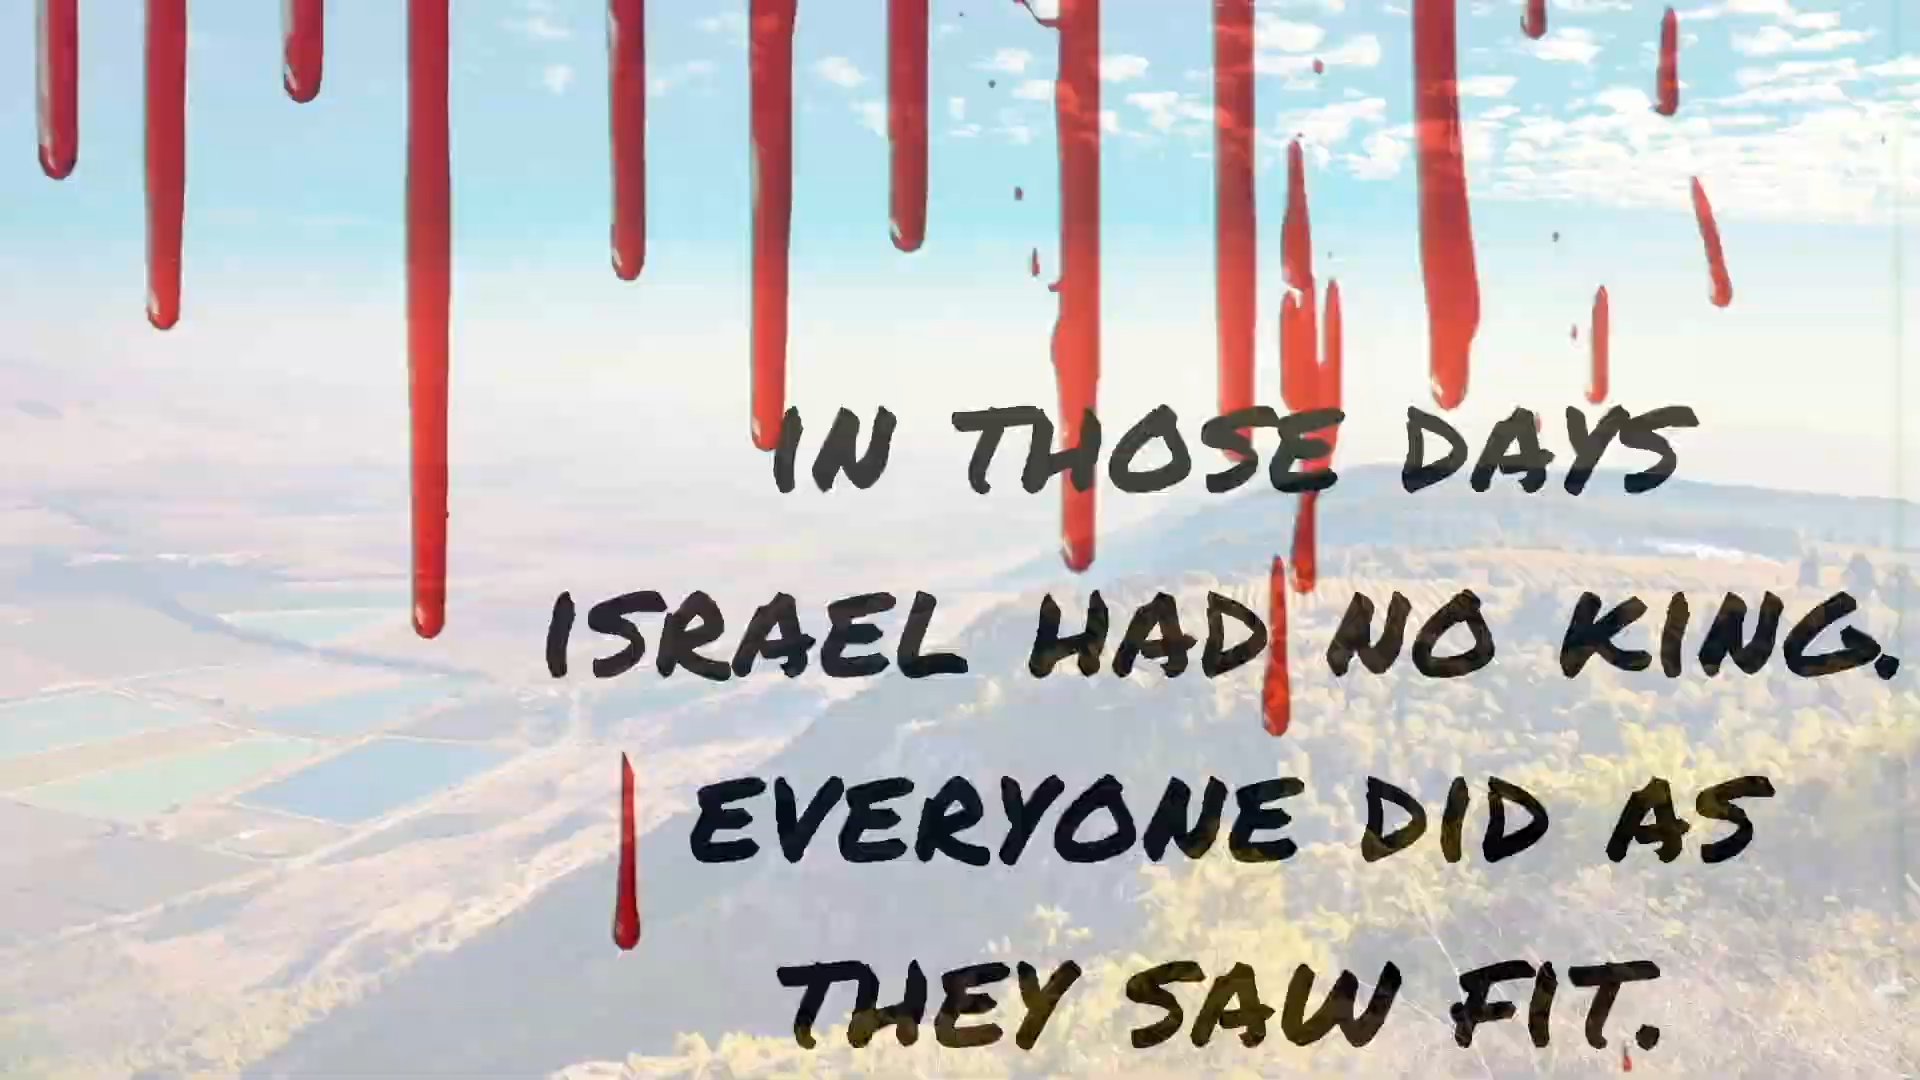 IN THOSE DAYS
ISRAEL HAD NO KING.
EVERYONE DID AS
THEY SAW FIT.